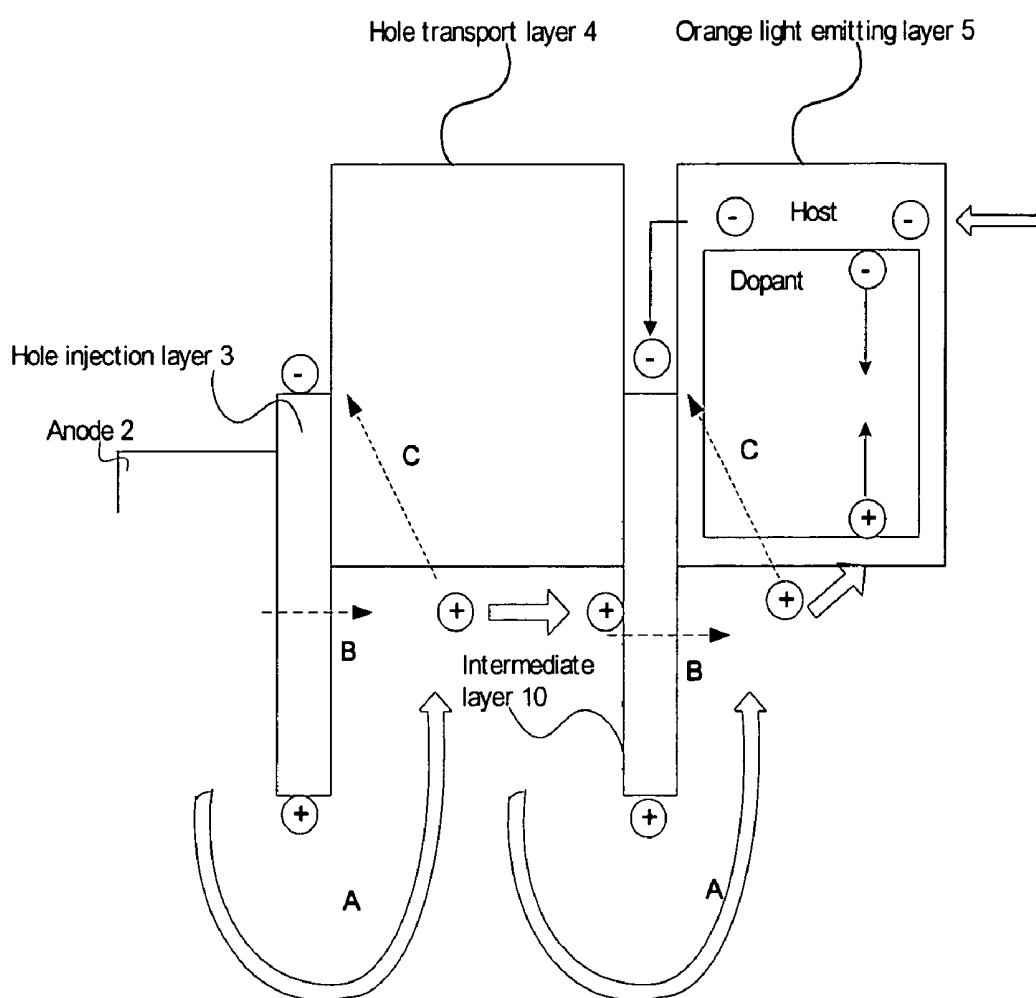 Hole transport layer 4
Orange light emitting layer 5
- Host -
Dopant -
Hole injection layer 3
-
-
Anode 2
C
C
+
+
+
+
B
Intermediate
layer 10
B
+
+
A
A